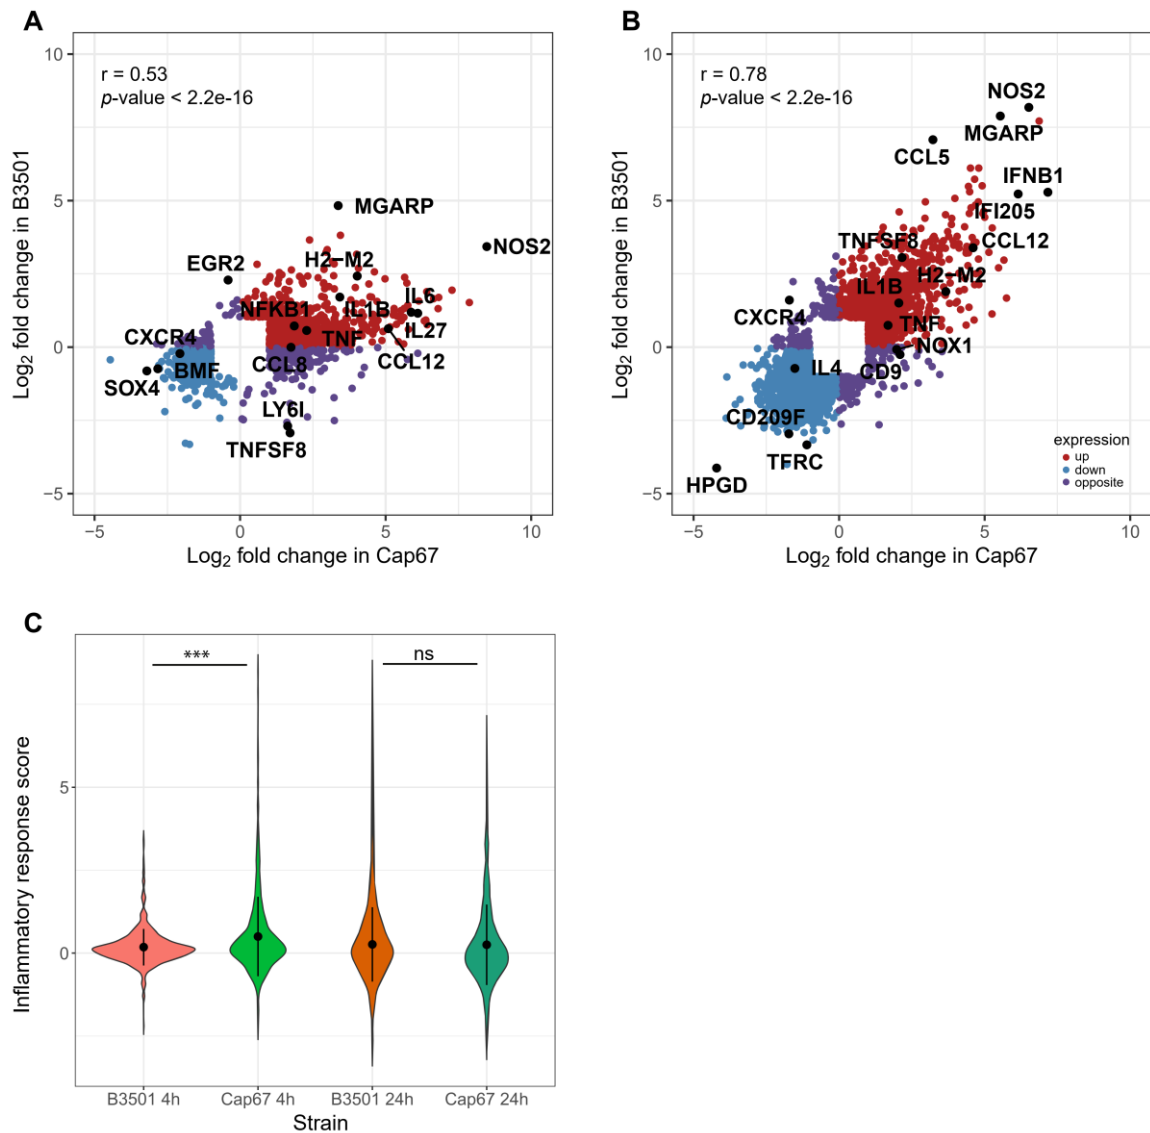 A
r = 0.53
p-value < 2.2e-16
10
5
0
−5
Log2 fold change in B3501
MGARP
NOS2
EGR2
H2−M2
NFKB1
IL1B
IL6
CXCR4
TNF
IL27
BMF
CCL8
CCL12
SOX4
LY6I
TNFSF8
−5
0
5
10
Log2 fold change in Cap67
B
r = 0.78
p-value < 2.2e-16
10
5
0
−5
Log2 fold change in B3501
NOS2
MGARP
CCL5
IFNB1
IFI205
TNFSF8
CCL12
IL1B
H2−M2
CXCR4
TNF
NOX1
IL4
CD9
CD209F
TFRC
HPGD
expression
up
down
opposite
−5
0
5
10
Log2 fold change in Cap67
C
***
ns
5
0
Inflammatory response score
B3501 4h
Cap67 4h
B3501 24h
Cap67 24h
Strain